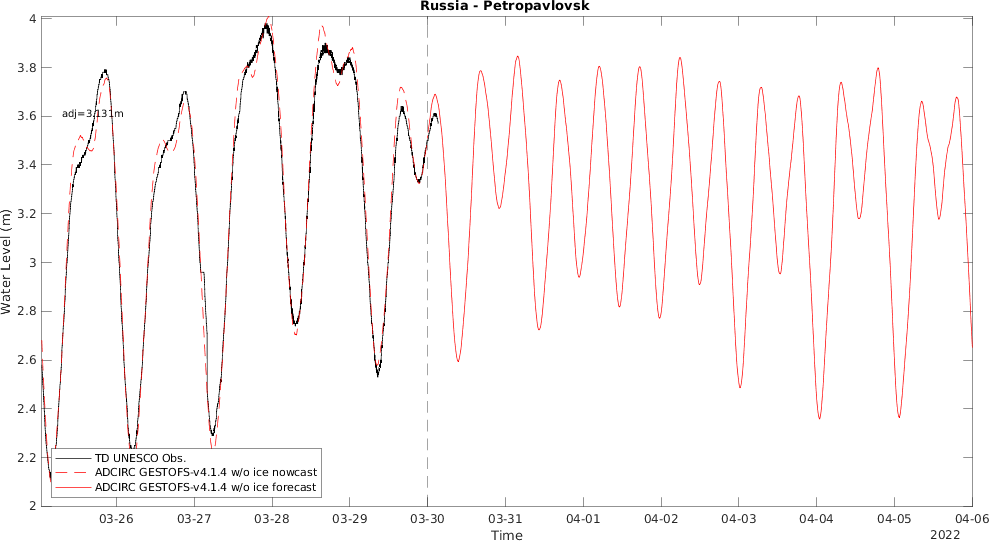 Russia - Petropavlovsk
4
3.8
3.6
3.4
3.2
3
2.8
2.6
2.4
2.2
2
Water Level (m)
adj=3.131m
TD UNESCO Obs.
ADCIRC GESTOFS-v4.1.4 w/o ice nowcast
ADCIRC GESTOFS-v4.1.4 w/o ice forecast
03-26 03-27 03-28 03-29 03-30 03-31 04-01 04-02 04-03 04-04 04-05 04-06
Time
2022